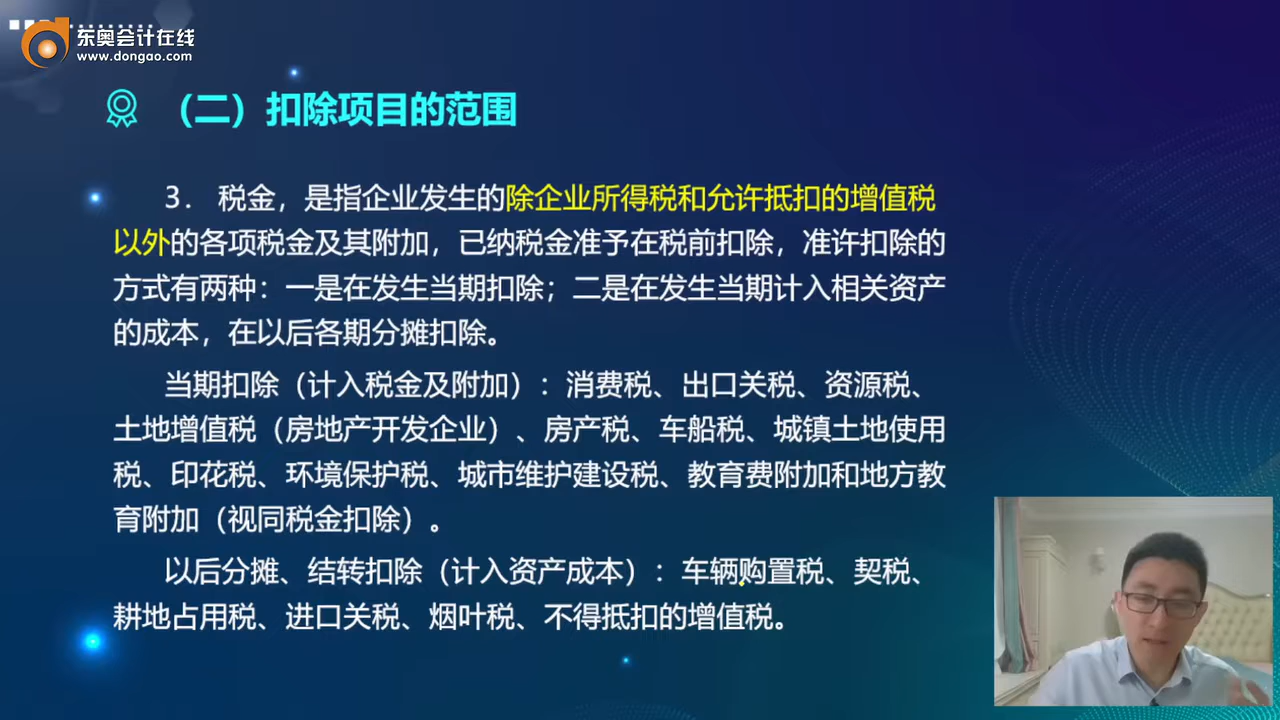 东奥会计在线
www.dongao.com
（二）扣除项目的范围
3. 税金，是指企业发生的除企业所得税和允许抵扣的增值税
以外的各项税金及其附加，已纳税金准予在税前扣除，准许扣除的
方式有两种：一是在发生当期扣除；二是在发生当期计入相关资产
的成本，在以后各期分摊扣除。
当期扣除（计入税金及附加）：消费税、出口关税、资源税、
土地增值税（房地产开发企业）、房产税、车船税、城镇土地使用
税、印花税、环境保护税、城市维护建设税、教育费附加和地方教
育附加（视同税金扣除）。
以后分摊、结转扣除（计入资产成本）：车辆购置税、契税、
耕地占用税、进口关税、烟叶税、不得抵扣的增值税。